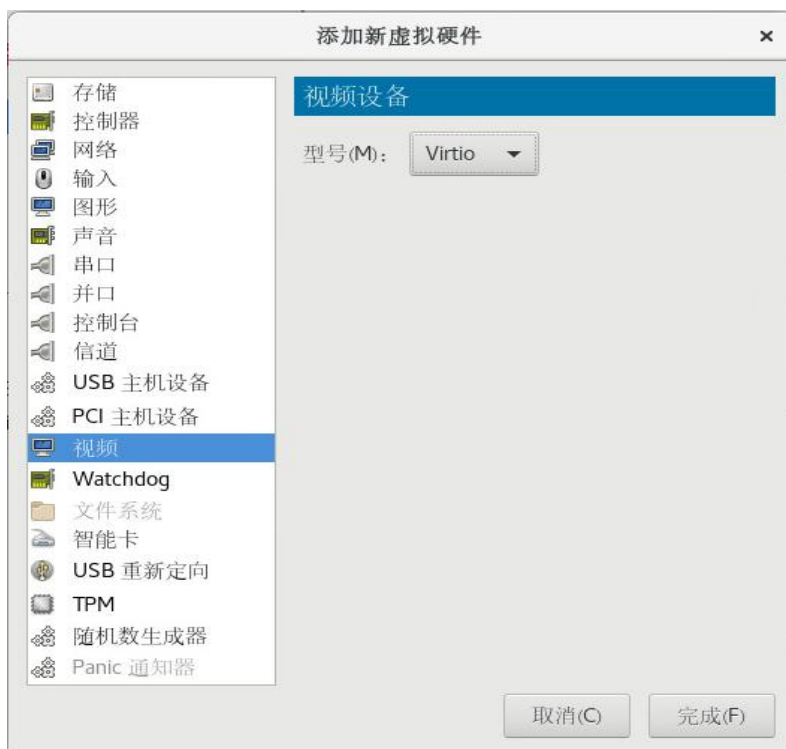 添加新虚拟硬件 ×
存储
控制器
网络
输入
图形
声音
串口
并口
控制台
信道
USB 主机设备
PCI 主机设备
视频
Watchdog
文件系统
智能卡
USB 重新定向
TPM
随机数生成器
Panic 通知器
视频设备
型号(M): Virtio
取消(C) 完成(F)